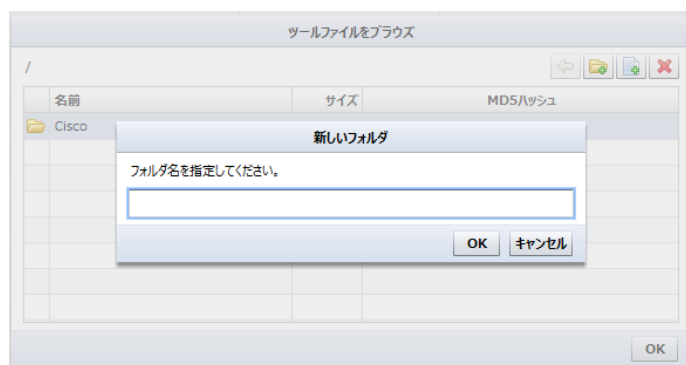 ツールファイルをブラウズ
/
名前 サイズ MD5ハッシュ
Cisco
新しいフォルダ
フォルダ名を指定してください。
OK キャンセル
OK